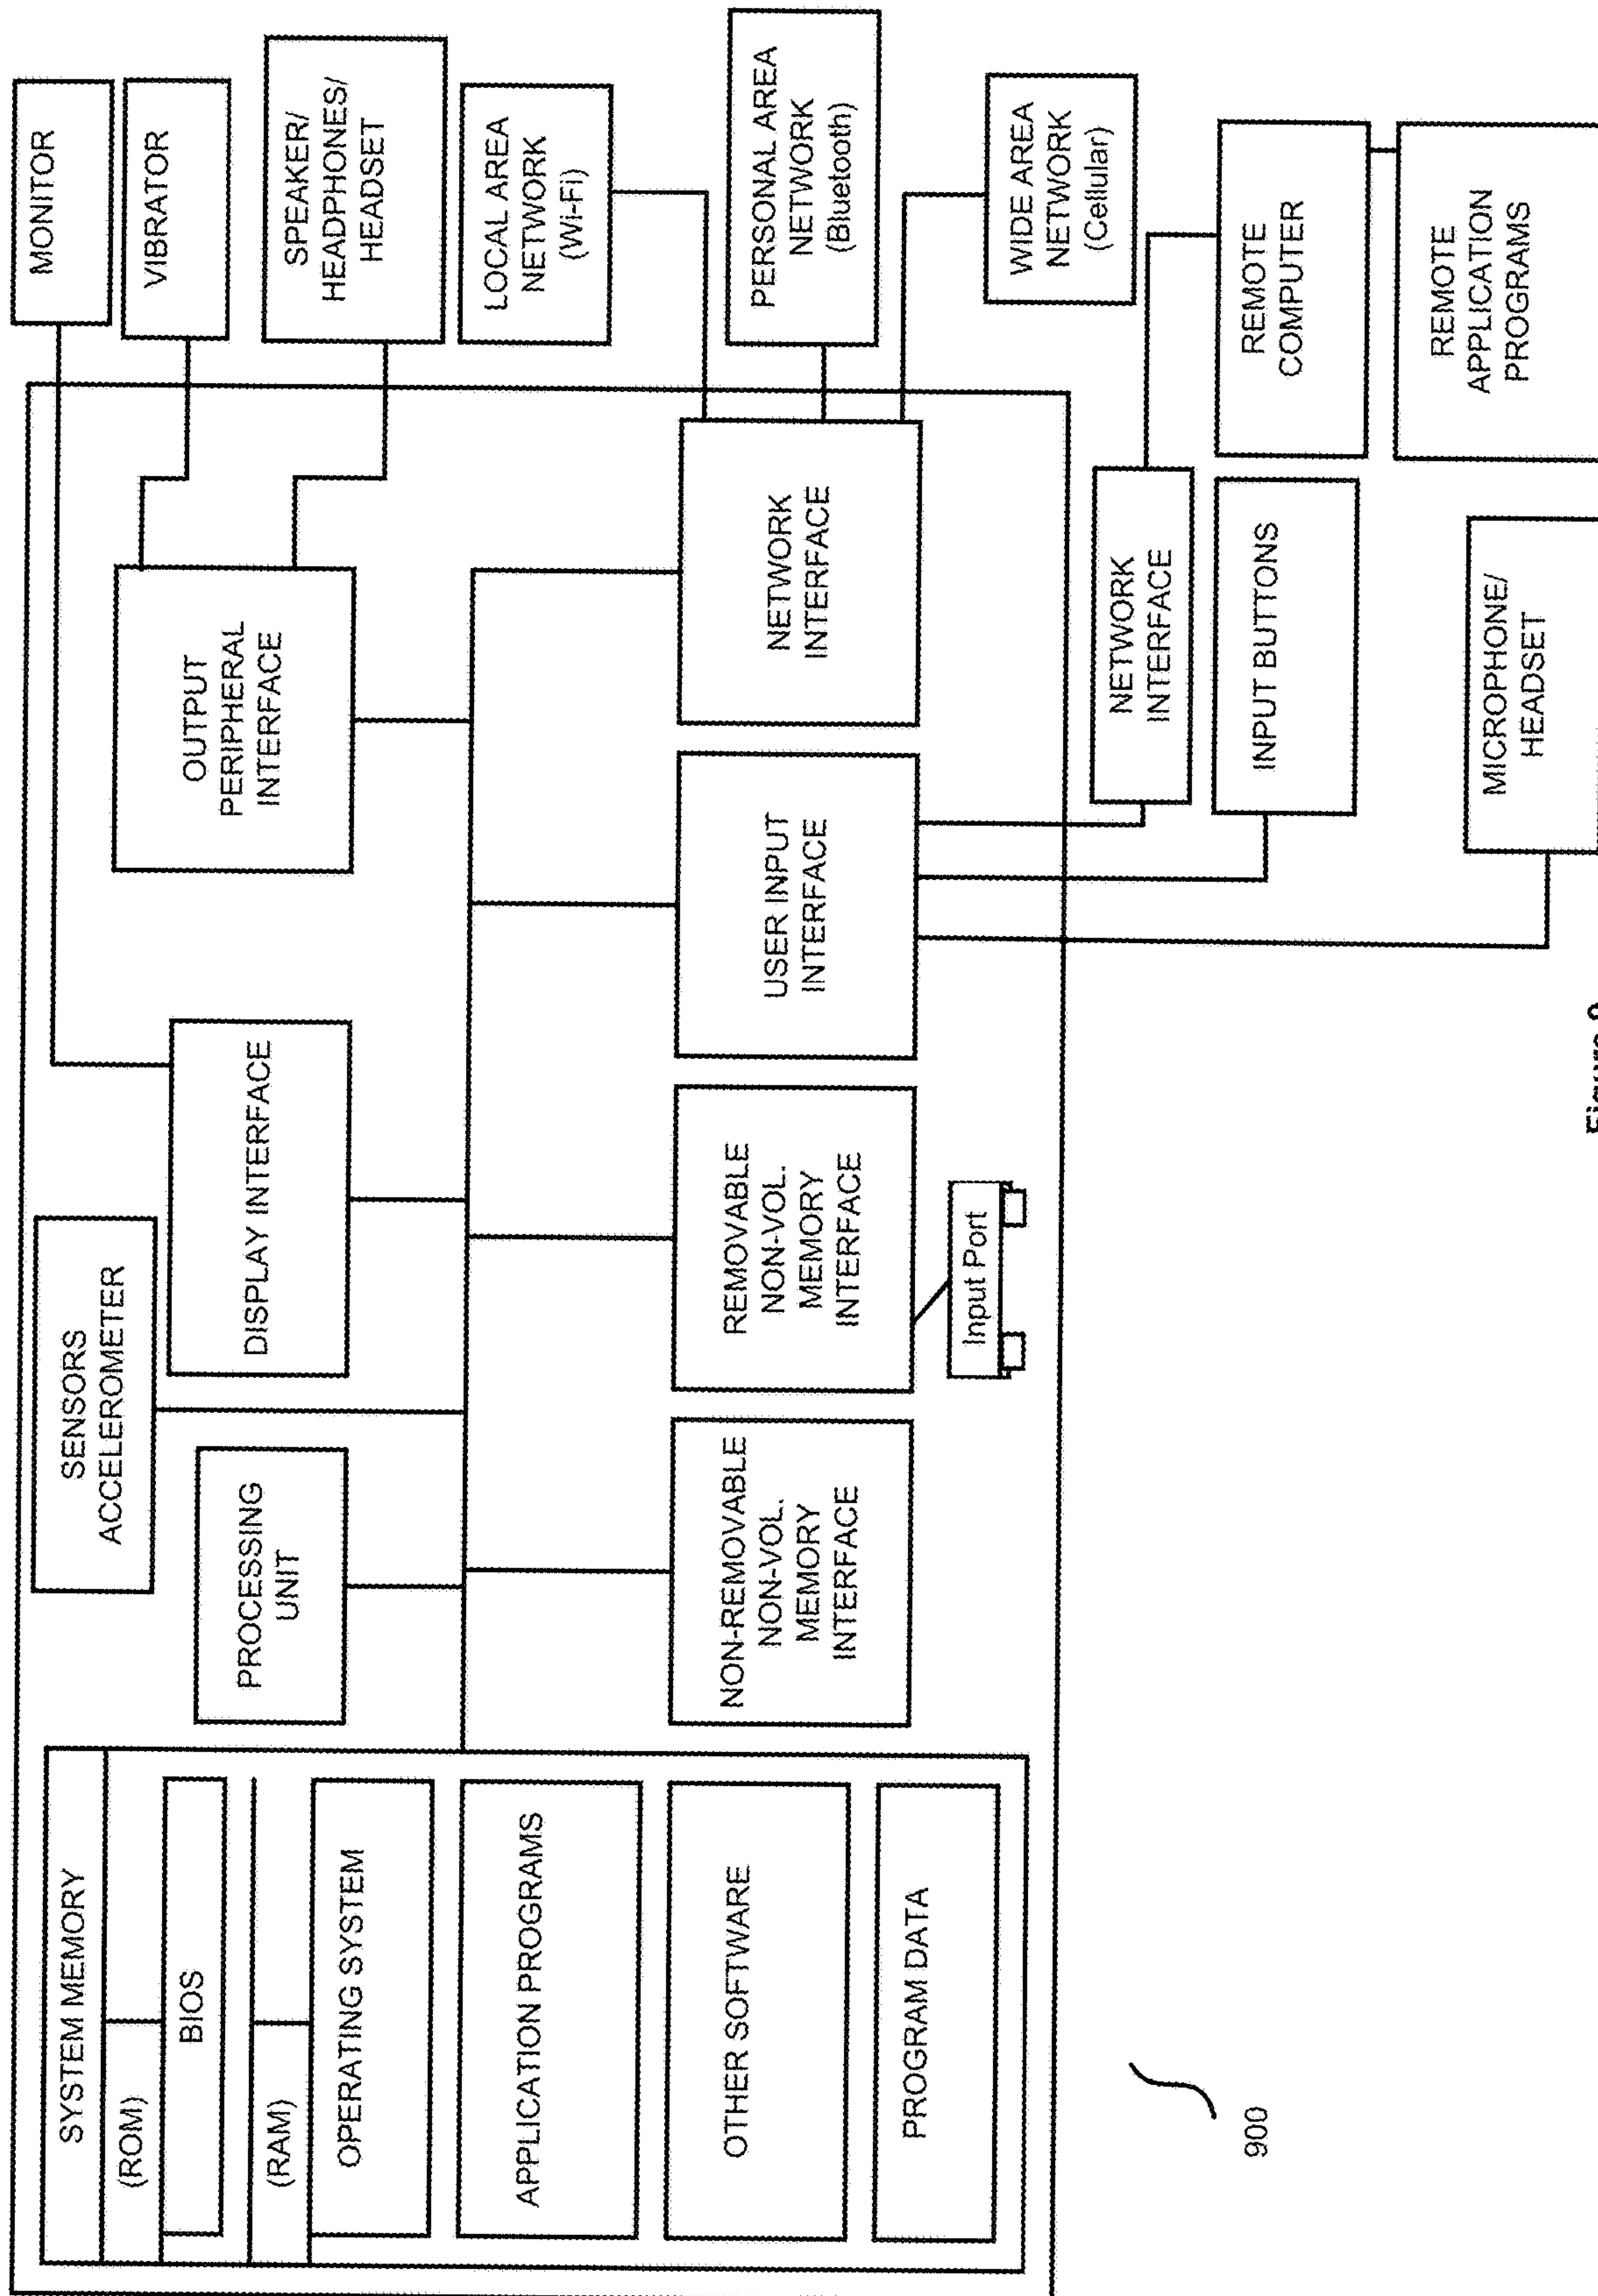 SYSTEM MEMORY
(ROM)
BIOS
(RAM)
OPERATING SYSTEM
APPLICATION PROGRAMS
OTHER SOFTWARE
PROGRAM DATA
SENSORS
ACCELEROMETER
PROCESSING
UNIT
DISPLAY INTERFACE
OUTPUT
PERIPHERAL
INTERFACE
MONITOR
VIBRATOR
SPEAKER/
HEADPHONES/
HEADSET
LOCAL AREA
NETWORK
(Wi-Fi)
NON-REMOVABLE
NON-VOL.
MEMORY
INTERFACE
REMOVABLE
NON-VOL.
MEMORY
INTERFACE
Input Port
USER INPUT
INTERFACE
NETWORK
INTERFACE
PERSONAL AREA
NETWORK
(Bluetooth)
WIDE AREA
NETWORK
(Cellular)
NETWORK
INTERFACE
INPUT BUTTONS
MICROPHONE/
HEADSET
REMOTE
COMPUTER
REMOTE
APPLICATION
PROGRAMS
900
Figure